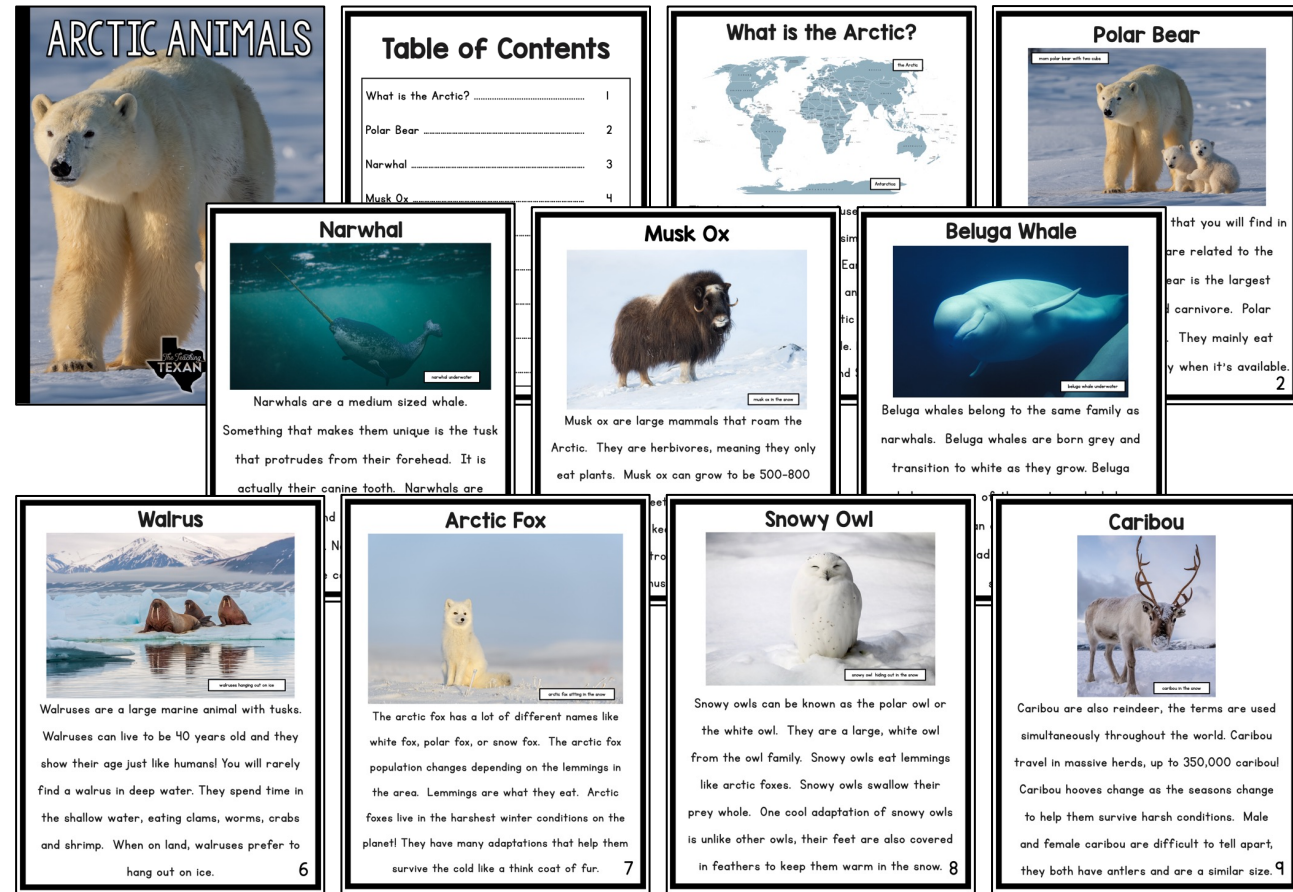 ARCTIC ANIMALS
The Teaching
TEXAN
Table of Contents
What is the Arctic? 1
Polar Bear 2
Narwhal 3
Musk Ox 4
What is the Arctic?
the Arctic
Antarctica
Polar Bear
mom polar bear with two cubs
that you will find in
are related to the
ear is the largest
carnivore. Polar
. They mainly eat
y when it's available.
2
Narwhal
narwhal underwater
Narwhals are a medium sized whale.
Something that makes them unique is the tusk
that protrudes from their forehead. It is
actually their canine tooth. Narwhals are
Musk Ox
musk ox in the snow
Musk ox are large mammals that roam the
Arctic. They are herbivores, meaning they only
eat plants. Musk ox can grow to be 500-800
Beluga Whale
beluga whale underwater
Beluga whales belong to the same family as
narwhals. Beluga whales are born grey and
transition to white as they grow. Beluga
Walrus
walruses hanging out on ice
Walruses are a large marine animal with tusks.
Walruses can live to be 40 years old and they
show their age just like humans! You will rarely
find a walrus in deep water. They spend time in
the shallow water, eating clams, worms, crabs
and shrimp. When on land, walruses prefer to
hang out on ice.
6
Arctic Fox
arctic fox sitting in the snow
The arctic fox has a lot of different names like
white fox, polar fox, or snow fox. The arctic fox
population changes depending on the lemmings in
the area. Lemmings are what they eat. Arctic
foxes live in the harshest winter conditions on the
planet! They have many adaptations that help them
survive the cold like a think coat of fur.
7
Snowy Owl
snowy owl hiding out in the snow
Snowy owls can be known as the polar owl or
the white owl. They are a large, white owl
from the owl family. Snowy owls eat lemmings
like arctic foxes. Snowy owls swallow their
prey whole. One cool adaptation of snowy owls
is unlike other owls, their feet are also covered
in feathers to keep them warm in the snow.
8
Caribou
caribou in the snow
Caribou are also reindeer, the terms are used
simultaneously throughout the world. Caribou
travel in massive herds, up to 350,000 caribou!
Caribou hooves change as the seasons change
to help them survive harsh conditions. Male
and female caribou are difficult to tell apart,
they both have antlers and are a similar size.
9